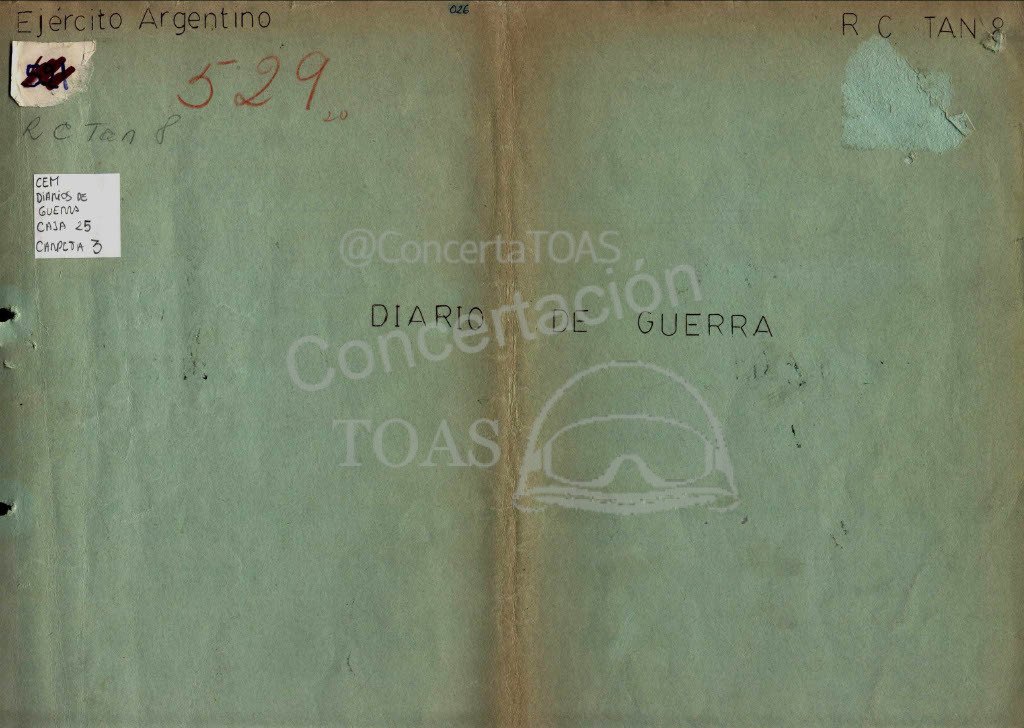 Ejército Argentino
026
R C TAN 8
529
20
R C Tan 8
CEM
DIARIOS DE
GUERRA
CAJA 25
CARPETA 3
@ConcertaTOAS
Concertación
DIARIO DE GUERRA
TOAS